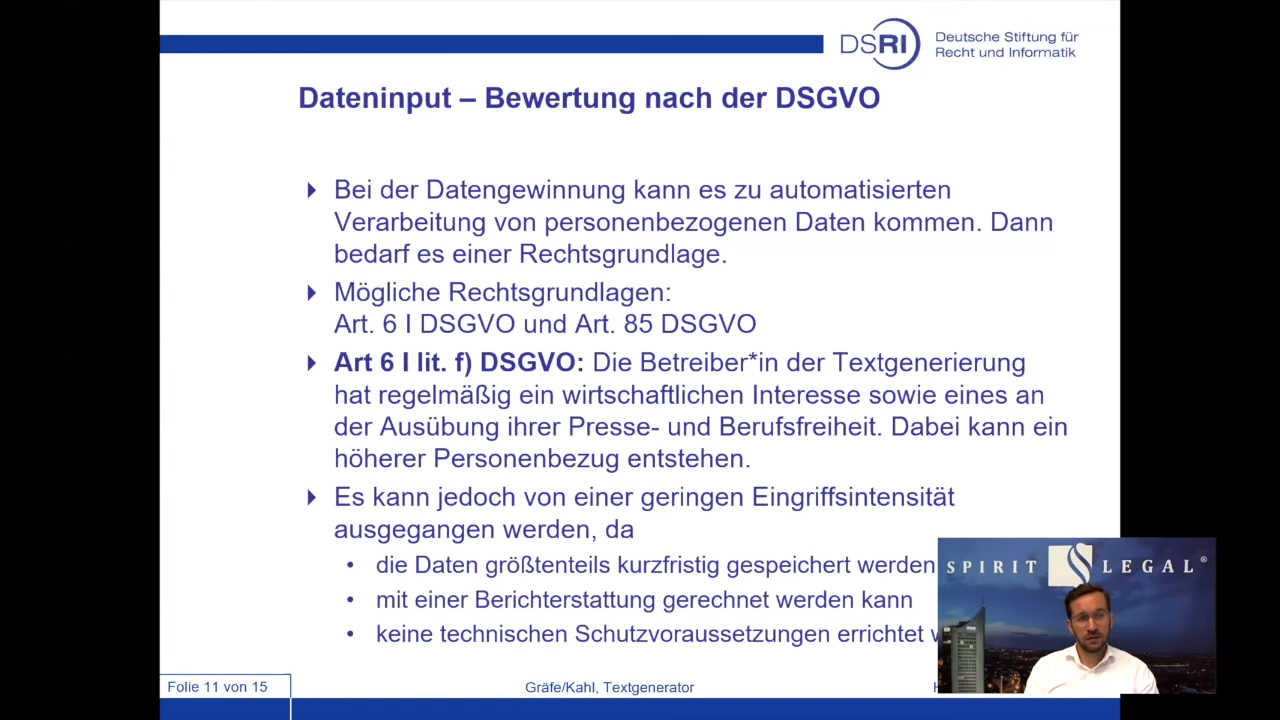 DSRI
Deutsche Stiftung für
Recht und Informatik
Dateninput – Bewertung nach der DSGVO
Bei der Datengewinnung kann es zu automatisierten
Verarbeitung von personenbezogenen Daten kommen. Dann
bedarf es einer Rechtsgrundlage.
Mögliche Rechtsgrundlagen:
Art. 6 I DSGVO und Art. 85 DSGVO
Art 6 I lit. f) DSGVO: Die Betreiber*in der Textgenerierung
hat regelmäßig ein wirtschaftlichen Interesse sowie eines an
der Ausübung ihrer Presse- und Berufsfreiheit. Dabei kann ein
höherer Personenbezug entstehen.
Es kann jedoch von einer geringen Eingriffsintensität
ausgegangen werden, da
• die Daten größtenteils kurzfristig gespeichert werden
• mit einer Berichterstattung gerechnet werden kann
• keine technischen Schutzvoraussetzungen errichtet
SPIRIT LEGAL®
Folie 11 von 15
Gräfe/Kahl, Textgenerator